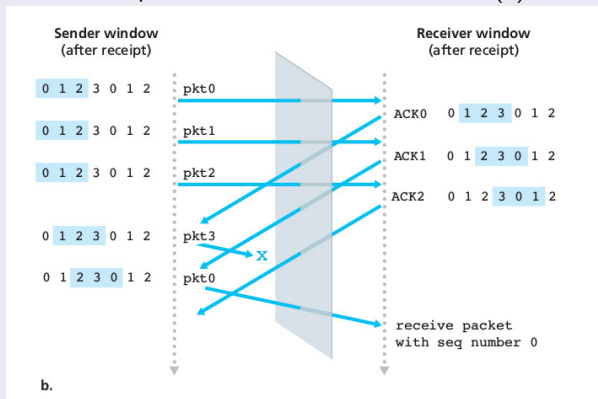 Sender window
(after receipt)
Receiver window
(after receipt)
0 1 2 3 0 1 2
pkt0
ACK0
0 1 2 3 0 1 2
0 1 2 3 0 1 2
pkt1
ACK1
0 1 2 3 0 1 2
0 1 2 3 0 1 2
pkt2
ACK2
0 1 2 3 0 1 2
0 1 2 3 0 1 2
pkt3
X
0 1 2 3 0 1 2
pkt0
receive packet
with seq number 0
b.